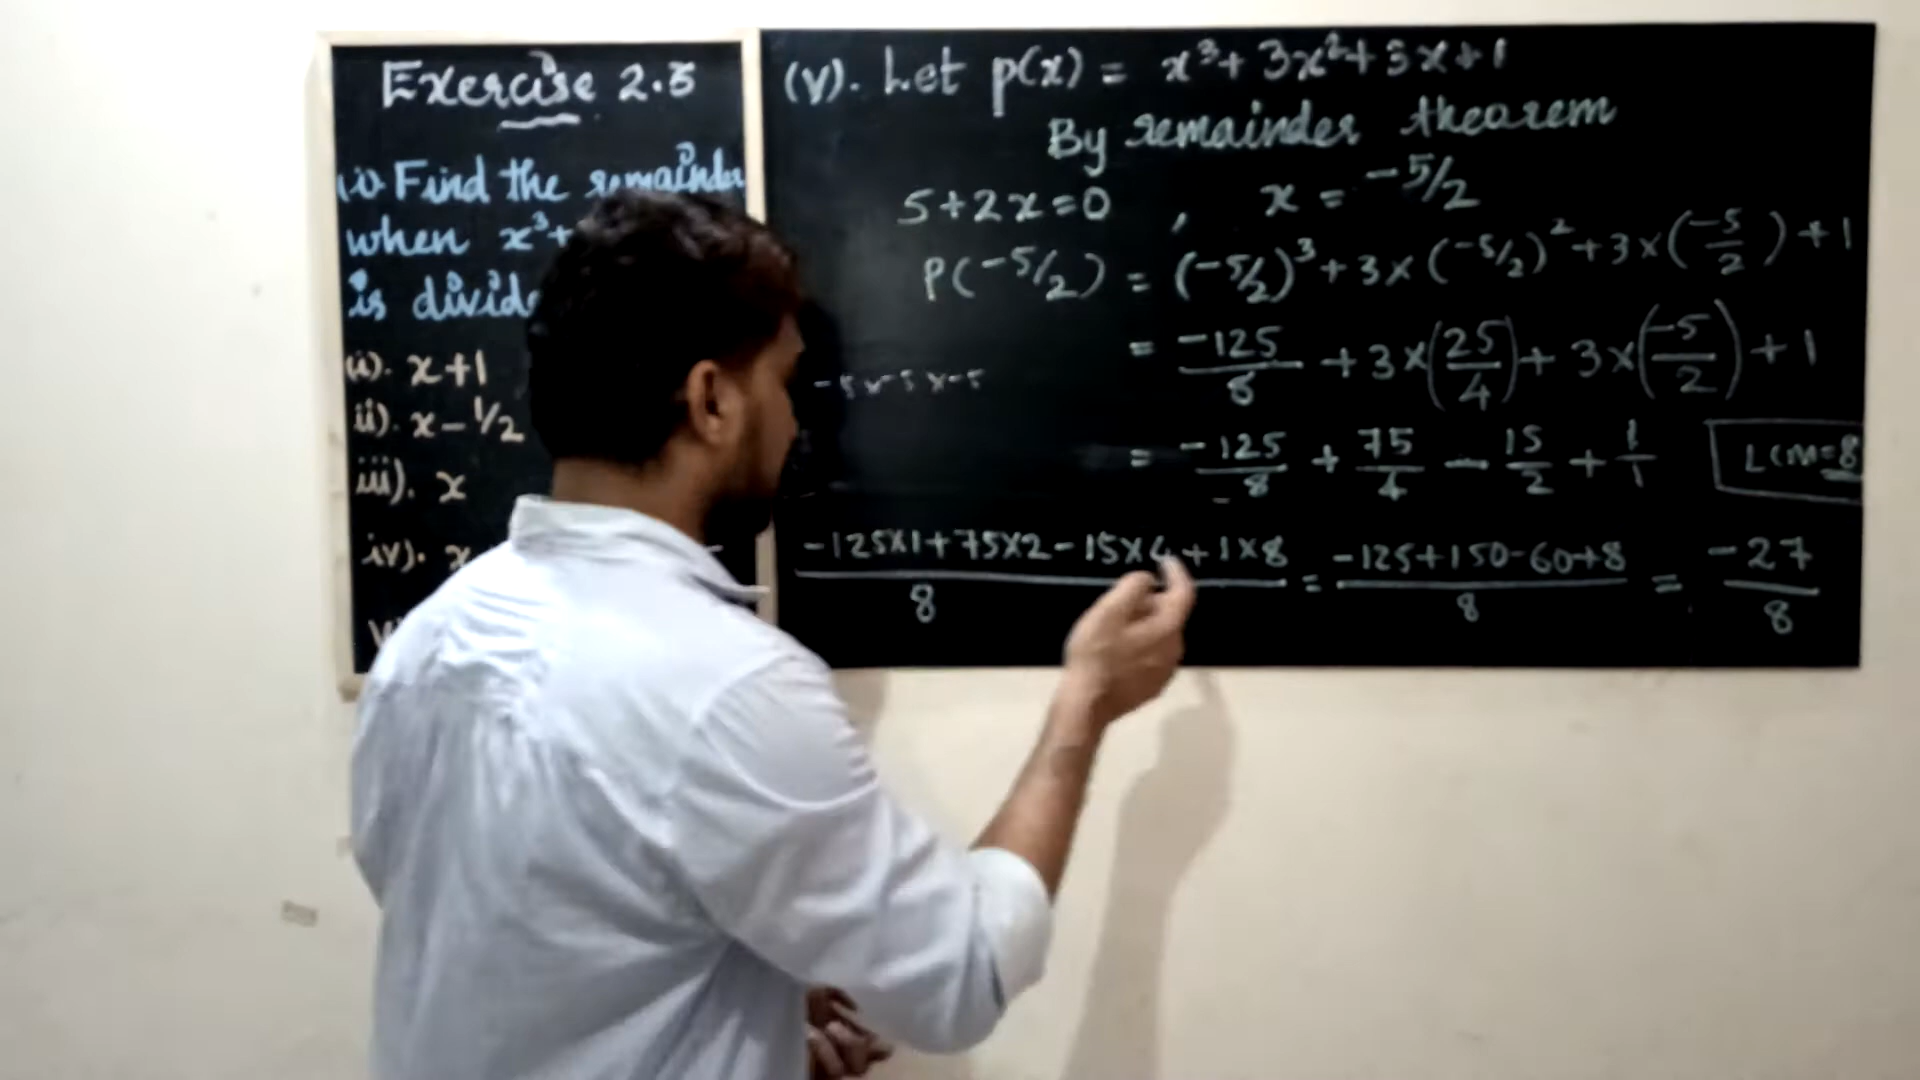 Exercise 2.3
Find the remainder
when x³+
is divide
(i). x+1
ii). x-1/2
iii). x
iv). x
(V). Let p(x) = x³+3x²+3x+1
By remainder thearem
5+2x=0 , x = -5/2
P(-5/2) = (-5/2)³+3×(-5/2)²+3×(-5/2)+1
= -125/8 +3×(25/4)+3×(-5/2)+1
-5×-5×-5
= -125/8 + 75/4 - 15/2 + 1/1 LCM=8
-125×1+75×2-15×4+1×8/8 = -125+150-60+8/8 = -27/8